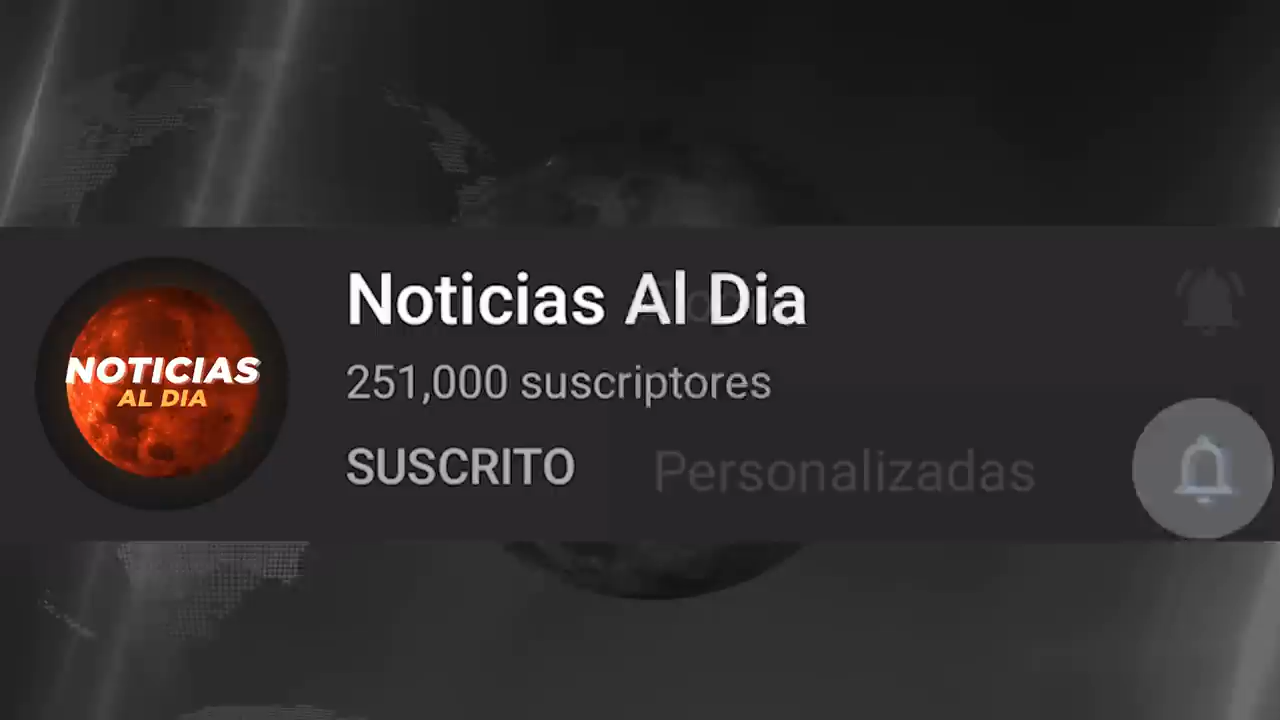 NOTICIAS
AL DIA
Noticias Al Dia
251,000 suscriptores
SUSCRITO
Personalizadas